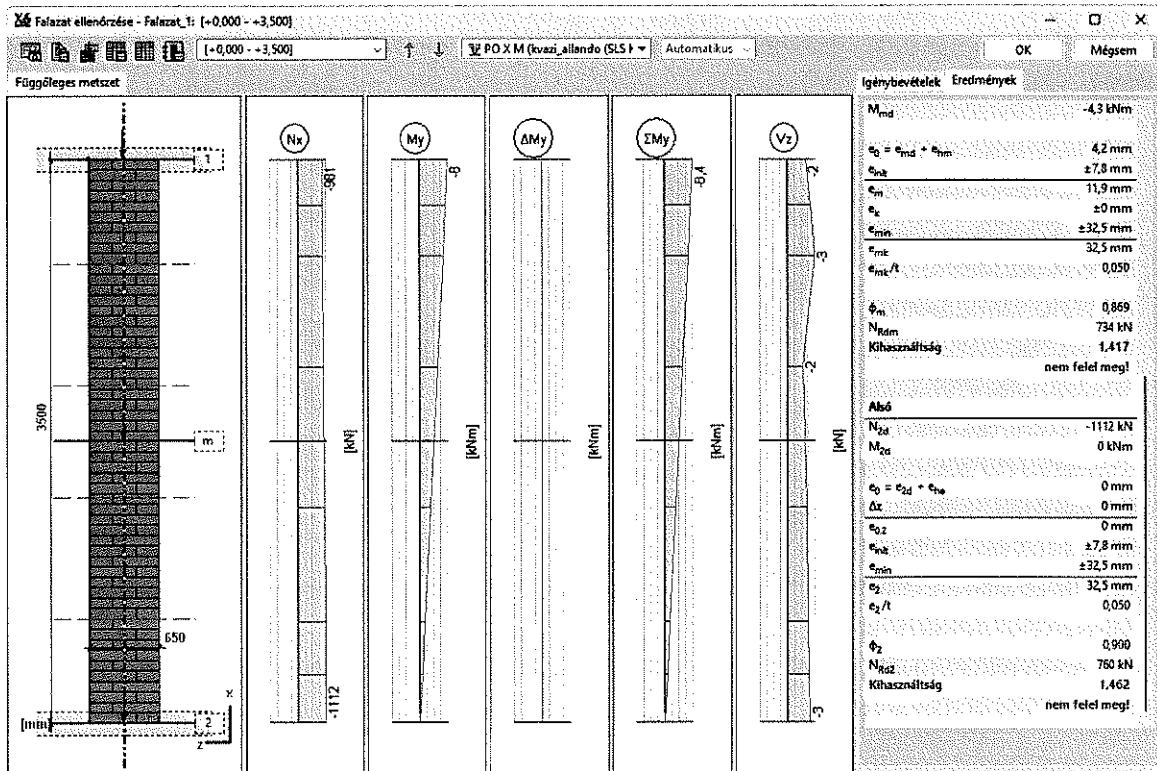 Falazat ellenőrzése - Falazat_1: [+0,000 - +3,500]
[+0,000 - +3,500]
PO X M (kvazi_allando (SLS k
Automatikus
OK
Mégsem
Függőleges metszet
Igénybevételek
Eredmények
1
m
2
3500
650
[mm]
x
z
Nx
-981
-1112
[kN]
My
-8
[kNm]
ΔMy
[kNm]
ΣMy
-8,4
[kNm]
Vz
-2
-3
-2
-3
[kN]
Mmd -4,3 kNm
e0 = emd + ehm 4,2 mm
einit ±7,8 mm
em 11,9 mm
ek ±0 mm
emin ±32,5 mm
emk 32,5 mm
emk/t 0,050
ϕm 0,869
NRdm 734 kN
Kihasználtság 1,417
nem felel meg!
Alsó
N2d -1112 kN
M2d 0 kNm
e0 = e2d + ehe 0 mm
Δz 0 mm
e0,2 0 mm
einit ±7,8 mm
emin ±32,5 mm
e2 32,5 mm
e2/t 0,050
ϕ2 0,900
NRd2 760 kN
Kihasználtság 1,462
nem felel meg!